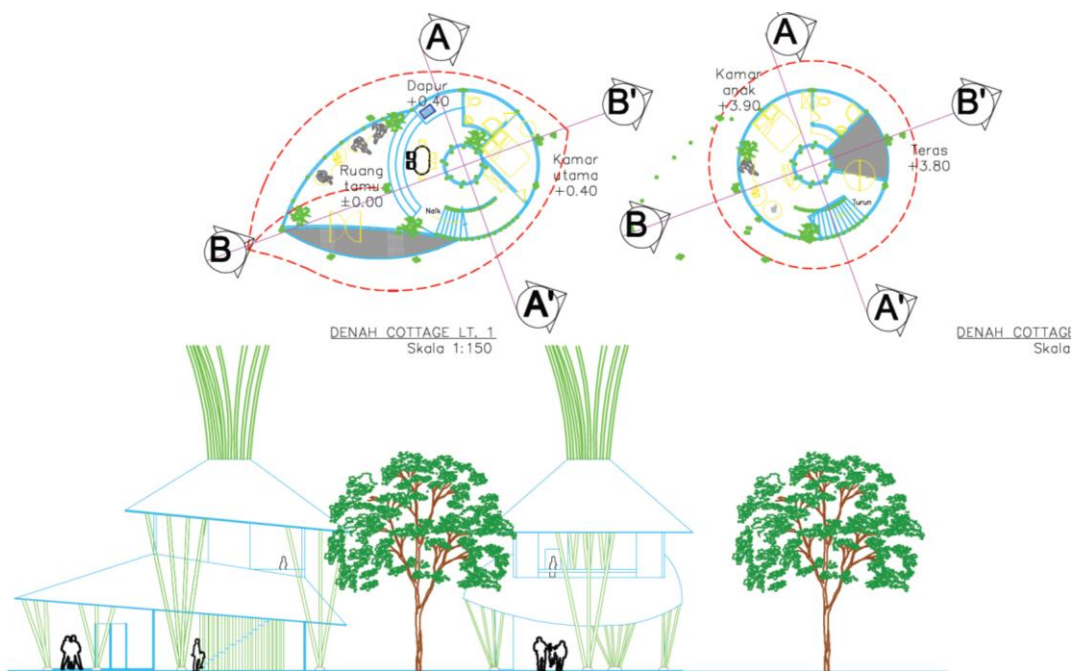 A
Dapur
+0.40
B'
Ruang
tamu
±0.00
Kamar
utama
+0.40
Naik
B
A'
DENAH COTTAGE LT. 1
Skala 1:150
A
Kamar
anak
+3.90
B'
Teras
+3.80
Turun
B
A'
DENAH COTTAGE
Skala